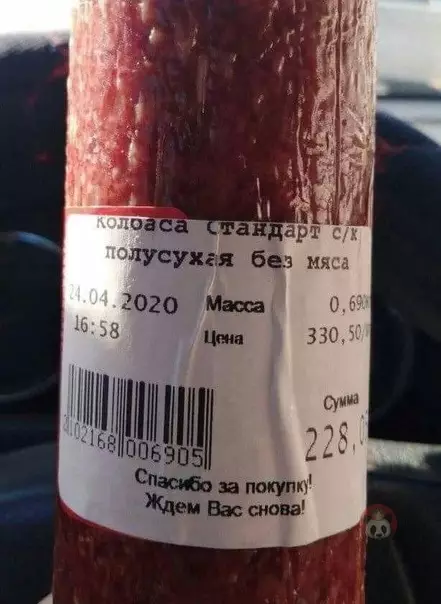 Колбаса Стандарт с/к
полусухая без мяса
24.04.2020 Масса 0,690
16:58 Цена 330,50/
Сумма
228,0
2102168 006905
Спасибо за покупку!
Ждем Вас снова!